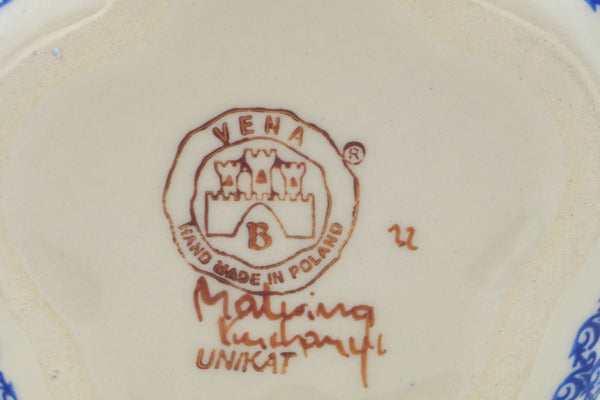 VENA
®
B
HAND MADE IN POLAND
u
UNIKAT